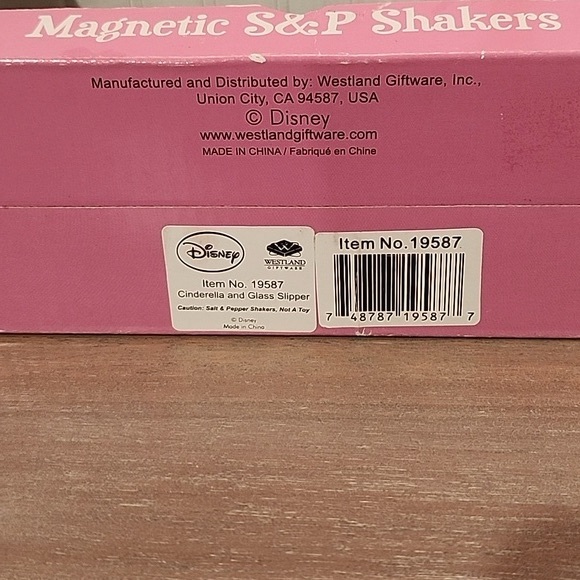 Magnetic S&P Shakers
Manufactured and Distributed by: Westland Giftware, Inc.,
Union City, CA 94587, USA
© Disney
www.westlandgiftware.com
MADE IN CHINA / Fabriqué en Chine
Disney
WESTLAND
GIFTWARE
Item No. 19587
Cinderella and Glass Slipper
Caution: Salt & Pepper Shakers, Not A Toy
© Disney
Made in China
Item No. 19587
7 48787 19587 7